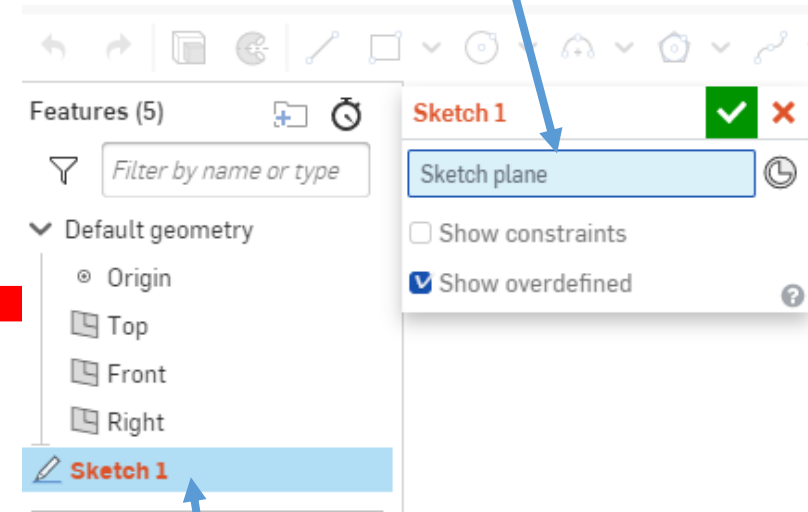 Features (5)
Filter by name or type
Default geometry
Origin
Top
Front
Right
Sketch 1
Sketch 1
Sketch plane
Show constraints
Show overdefined